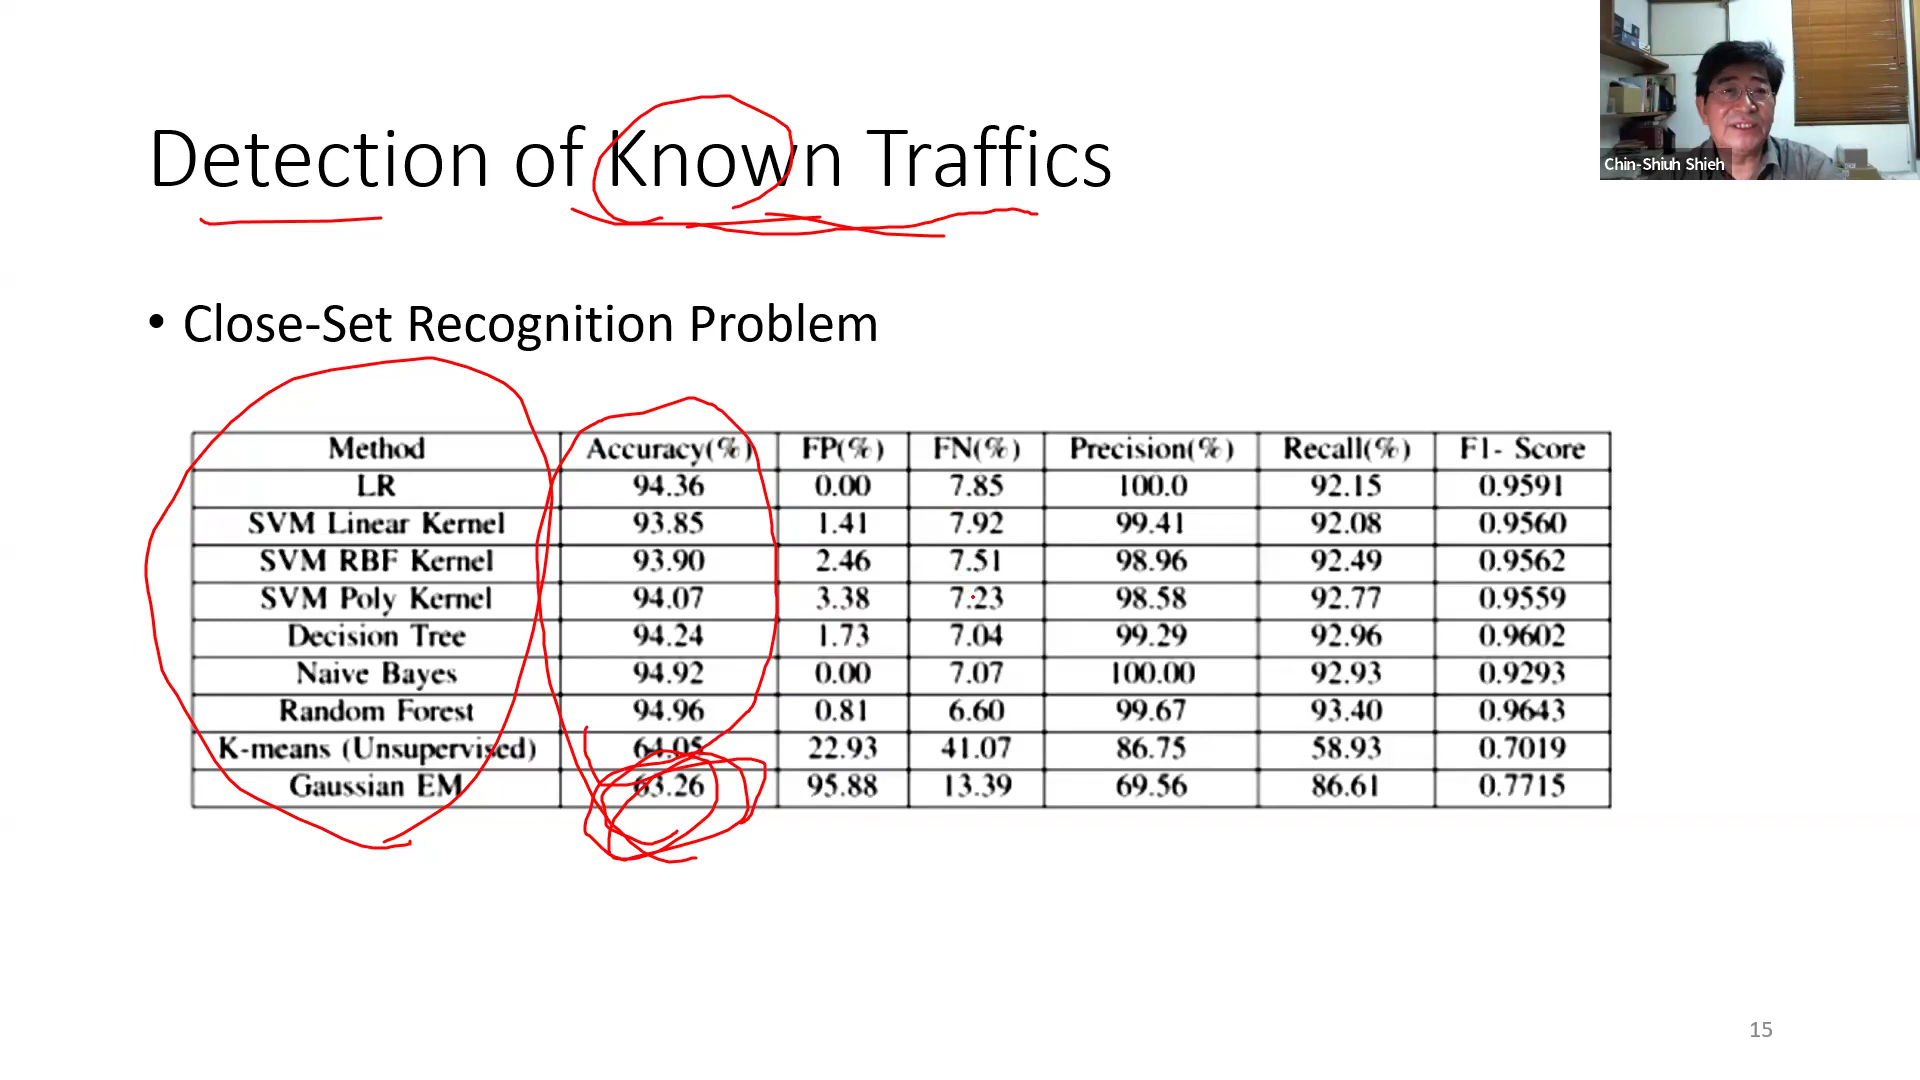 Chin-Shiuh Shieh
Detection of Known Traffics
• Close-Set Recognition Problem
Method Accuracy(%) FP(%) FN(%) Precision(%) Recall(%) F1- Score
LR 94.36 0.00 7.85 100.0 92.15 0.9591
SVM Linear Kernel 93.85 1.41 7.92 99.41 92.08 0.9560
SVM RBF Kernel 93.90 2.46 7.51 98.96 92.49 0.9562
SVM Poly Kernel 94.07 3.38 7.23 98.58 92.77 0.9559
Decision Tree 94.24 1.73 7.04 99.29 92.96 0.9602
Naive Bayes 94.92 0.00 7.07 100.00 92.93 0.9293
Random Forest 94.96 0.81 6.60 99.67 93.40 0.9643
K-means (Unsupervised) 64.05 22.93 41.07 86.75 58.93 0.7019
Gaussian EM 63.26 95.88 13.39 69.56 86.61 0.7715
15